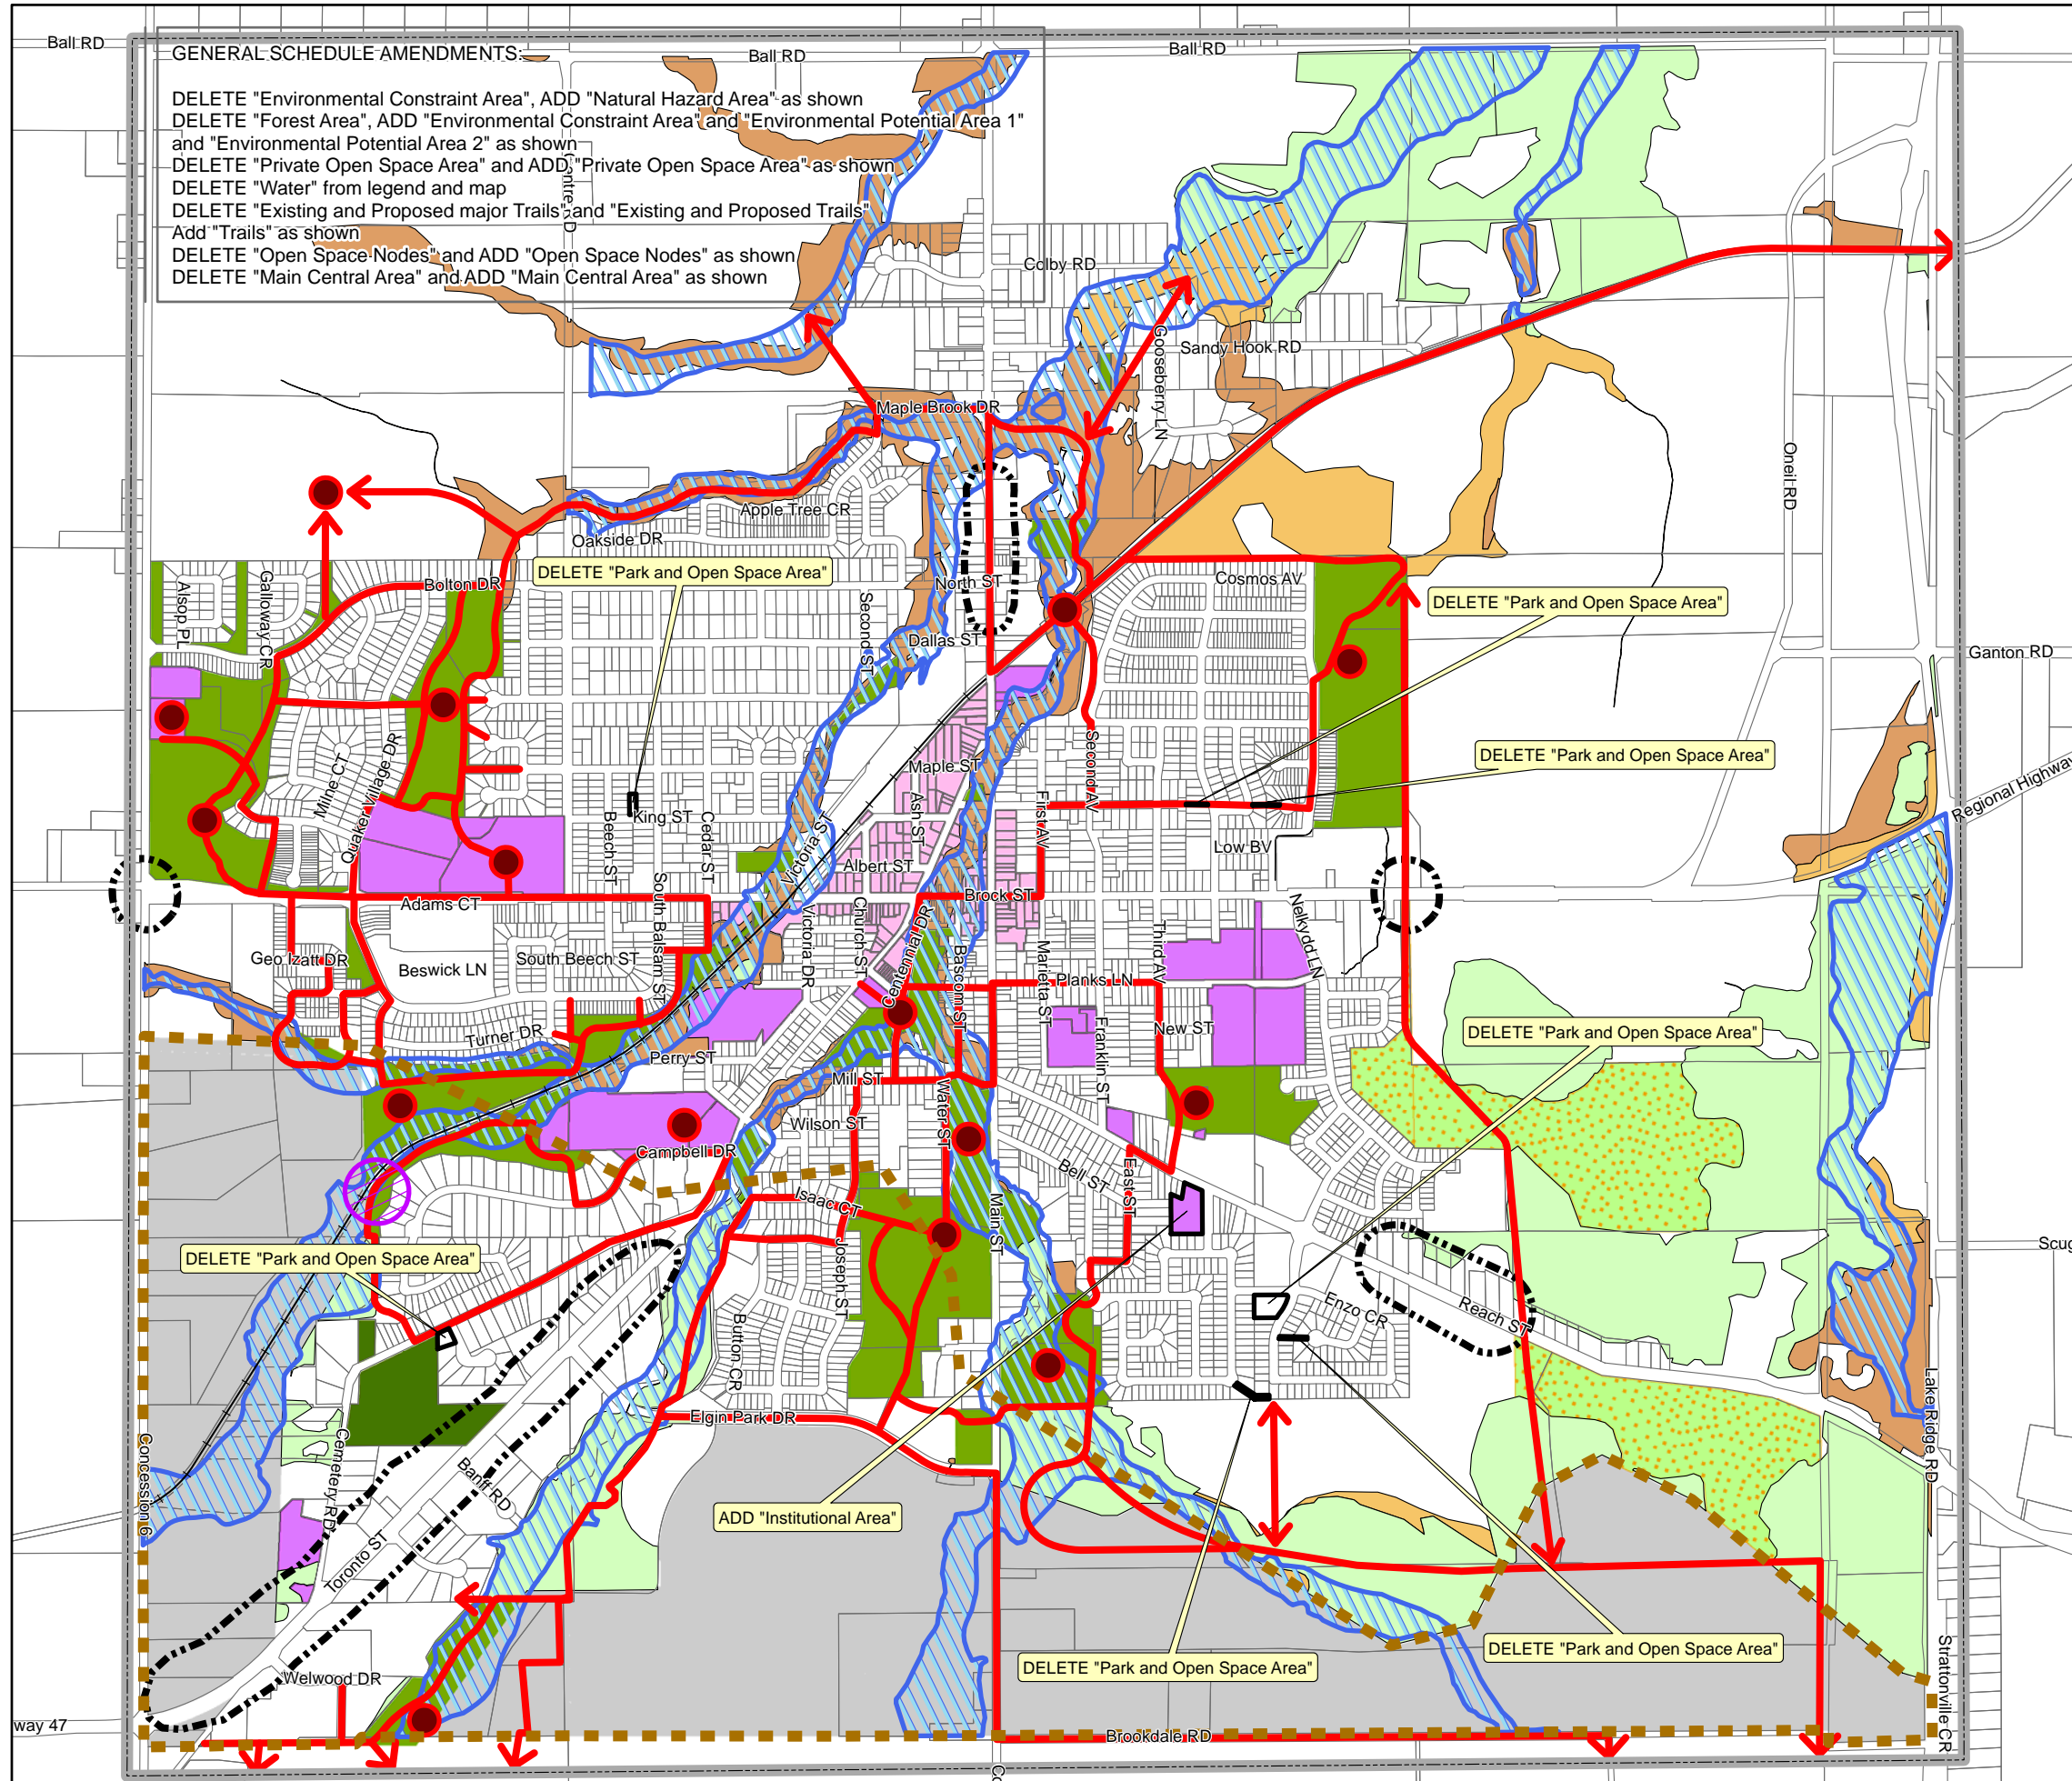 Ball RD
Ball RD
Ball RD
GENERAL SCHEDULE AMENDMENTS:
DELETE "Environmental Constraint Area", ADD "Natural Hazard Area" as shown
DELETE "Forest Area", ADD "Environmental Constraint Area" and "Environmental Potential Area 1"
and "Environmental Potential Area 2" as shown
DELETE "Private Open Space Area" and ADD "Private Open Space Area" as shown
DELETE "Water" from legend and map
DELETE "Existing and Proposed major Trails" and "Existing and Proposed Trails"
Add "Trails" as shown
DELETE "Open Space Nodes" and ADD "Open Space Nodes" as shown
DELETE "Main Central Area" and ADD "Main Central Area" as shown
Colby RD
Gooseberry LN
Sandy Hook RD
Maple Brook DR
Oneil RD
Apple Tree CR
Oakside DR
DELETE "Park and Open Space Area"
Alsop PL
Galloway CR
Bolton DR
Second ST
North ST
Cosmos AV
DELETE "Park and Open Space Area"
Dallas ST
Ganton RD
Milne CT
Quaker Village DR
Second AV
DELETE "Park and Open Space Area"
Maple ST
Regional Highway
Beech ST
King ST
Cedar ST
Victoria ST
Ash ST
First AV
Low BV
Albert ST
Adams CT
South Balsam ST
Victoria DR
Church ST
Centennial DR
Brock ST
Nelkydd LN
Geo Izatt DR
Beswick LN
South Beech ST
Bascom ST
Marietta ST
Third AV
Planks LN
Turner DR
Perry ST
Franklin ST
New ST
DELETE "Park and Open Space Area"
Mill ST
Water ST
Wilson ST
Campbell DR
Bell ST
East ST
Isaac CT
Main ST
DELETE "Park and Open Space Area"
Joseph ST
Scug
Button CR
Enzo CR
Reach ST
Lake Ridge RD
Elgin Park DR
Concession 6
Cemetery RD
Banff RD
ADD "Institutional Area"
Toronto ST
DELETE "Park and Open Space Area"
DELETE "Park and Open Space Area"
Strattonville CR
Welwood DR
way 47
Brookdale RD